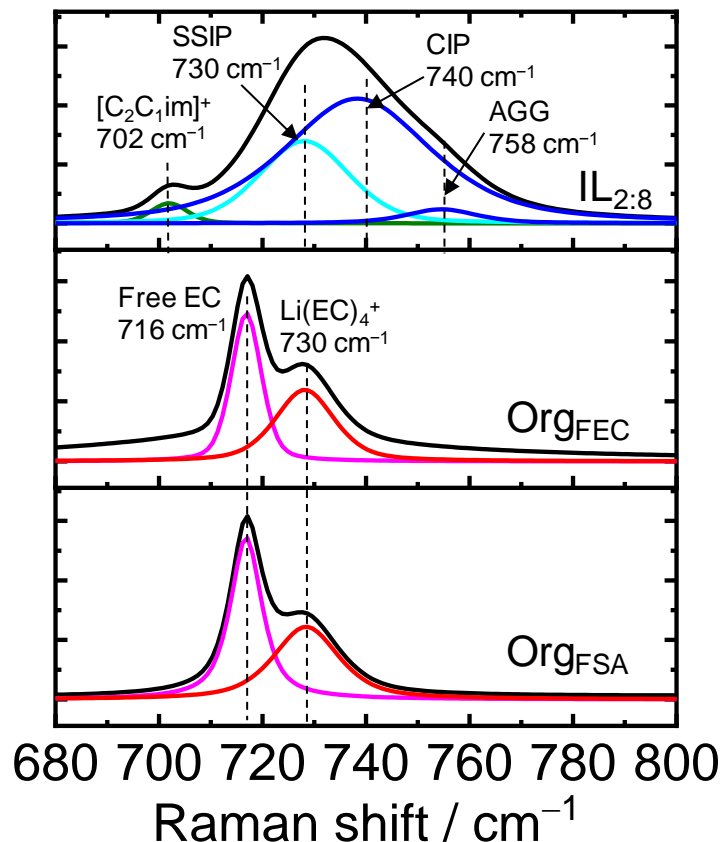 SSIP
730 cm⁻¹
CIP
740 cm⁻¹
[C₂C₁im]⁺
702 cm⁻¹
AGG
758 cm⁻¹
IL₂:₈
Free EC
716 cm⁻¹
Li(EC)₄⁺
730 cm⁻¹
Org_FEC
Org_FSA
680 700 720 740 760 780 800
Raman shift / cm⁻¹